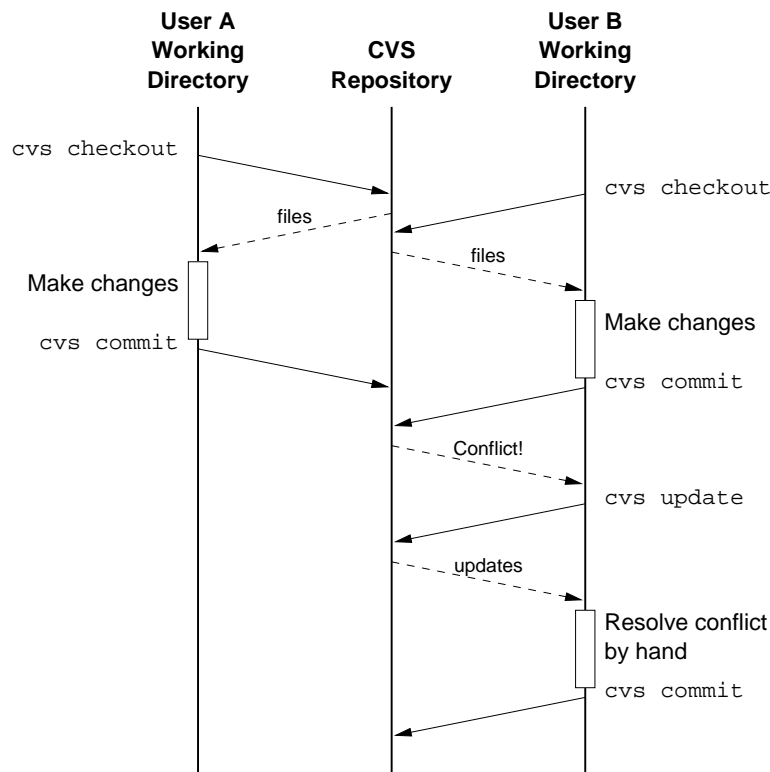 User A
Working
Directory
CVS
Repository
User B
Working
Directory
cvs checkout
cvs checkout
files
files
Make changes
Make changes
cvs commit
cvs commit
Conflict!
cvs update
updates
Resolve conflict
by hand
cvs commit